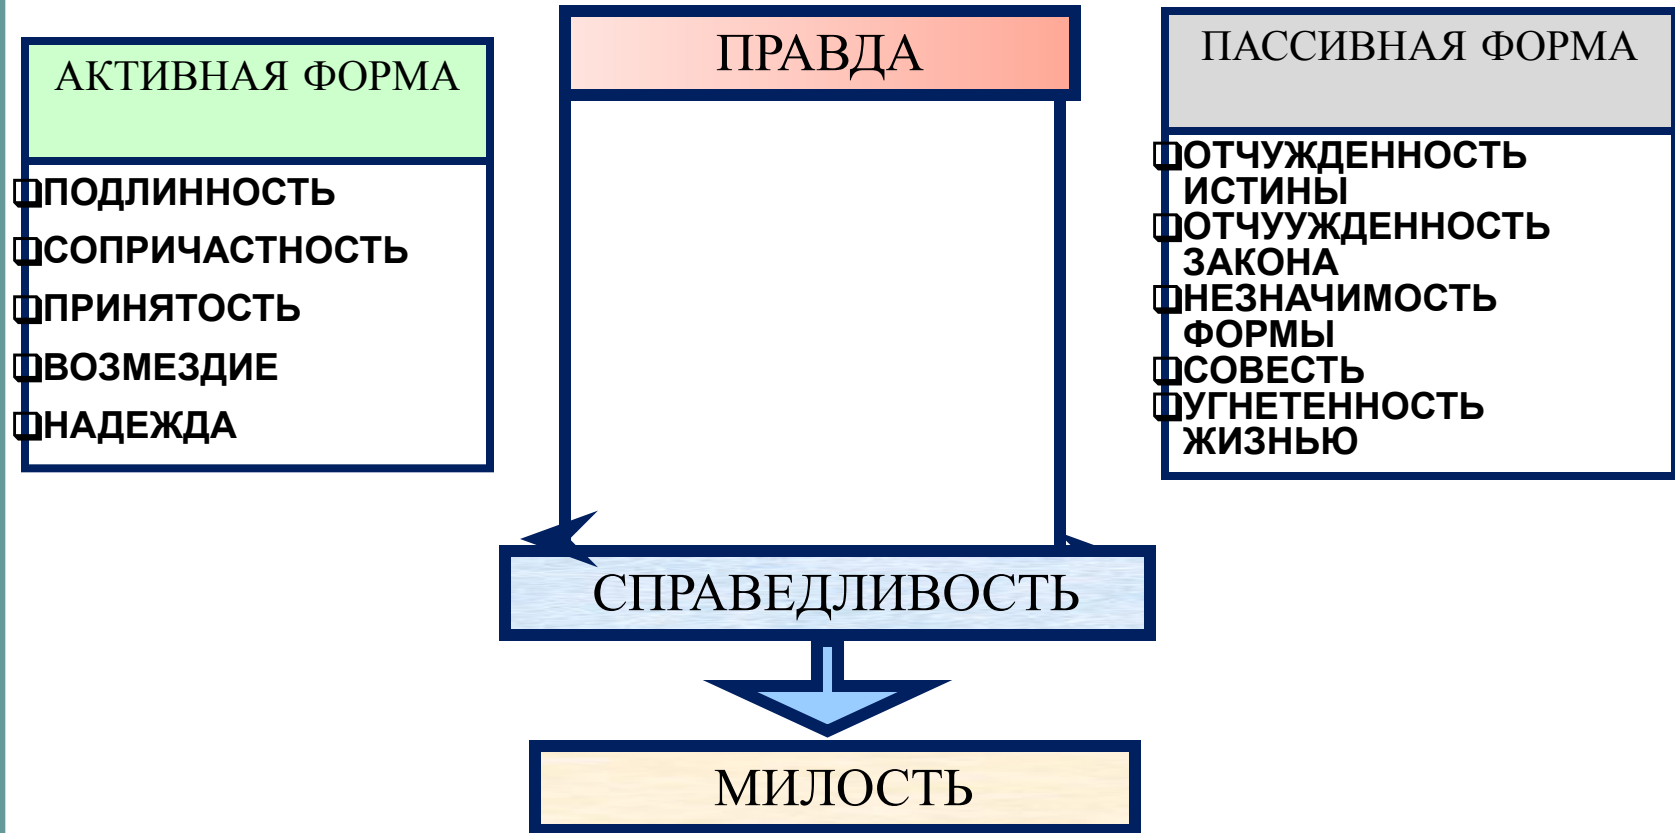 АКТИВНАЯ ФОРМА
❑ПОДЛИННОСТЬ
❑СОПРИЧАСТНОСТЬ
❑ПРИНЯТОСТЬ
❑ВОЗМЕЗДИЕ
❑НАДЕЖДА
ПРАВДА
ПАССИВНАЯ ФОРМА
❑ОТЧУЖДЕННОСТЬ
ИСТИНЫ
❑ОТЧУУЖДЕННОСТЬ
ЗАКОНА
❑НЕЗНАЧИМОСТЬ
ФОРМЫ
❑СОВЕСТЬ
❑УГНЕТЕННОСТЬ
ЖИЗНЬЮ
СПРАВЕДЛИВОСТЬ
МИЛОСТЬ